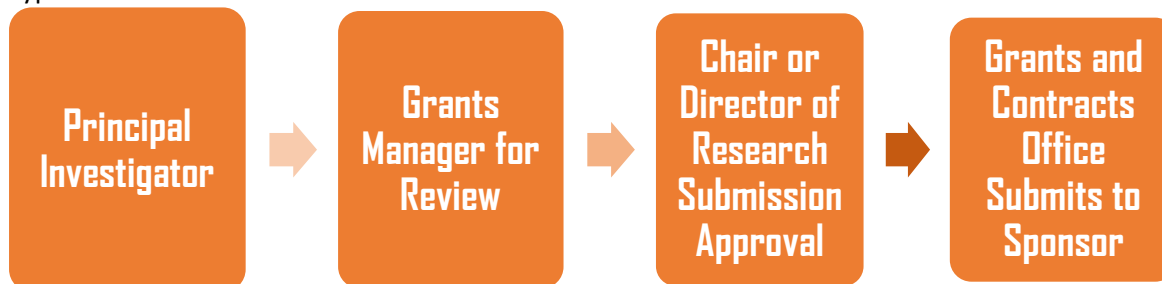 Principal
Investigator
Grants
Manager for
Review
Chair or
Director of
Research
Submission
Approval
Grants and
Contracts
Office
Submits to
Sponsor